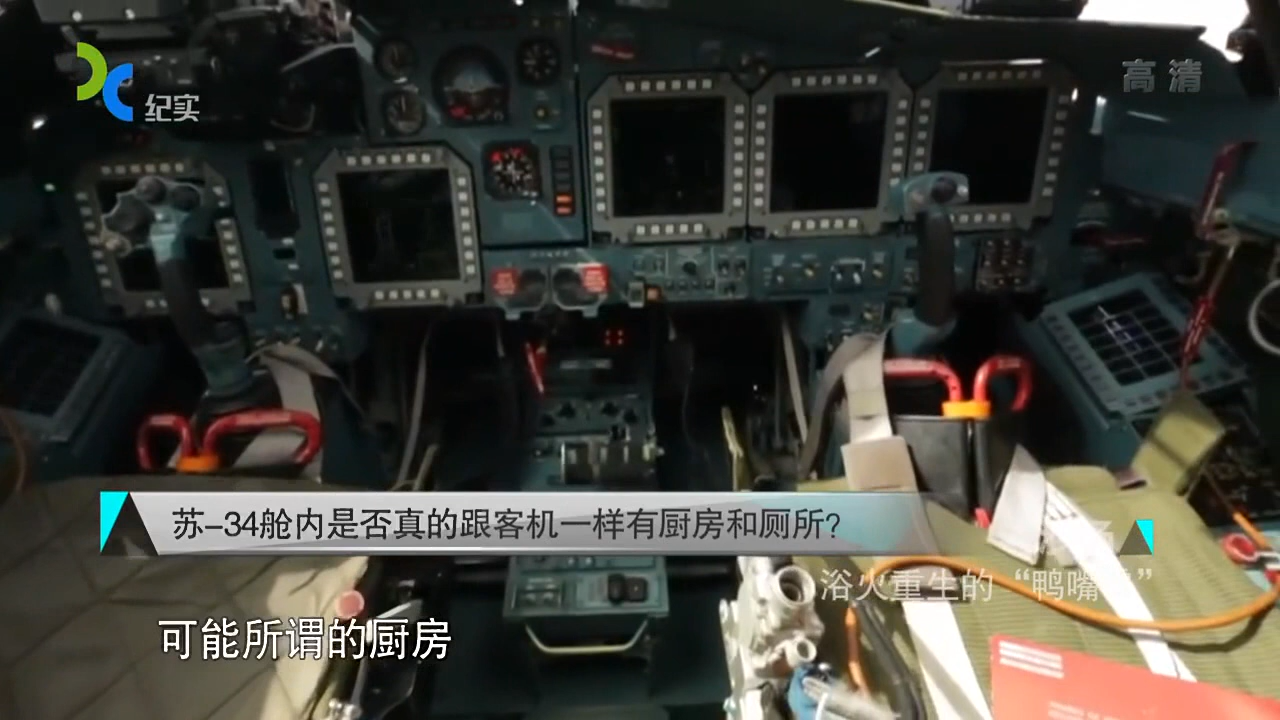 纪实
高清
苏-34舱内是否真的跟客机一样有厨房和厕所?
浴火重生的“鸭嘴
可能所谓的厨房